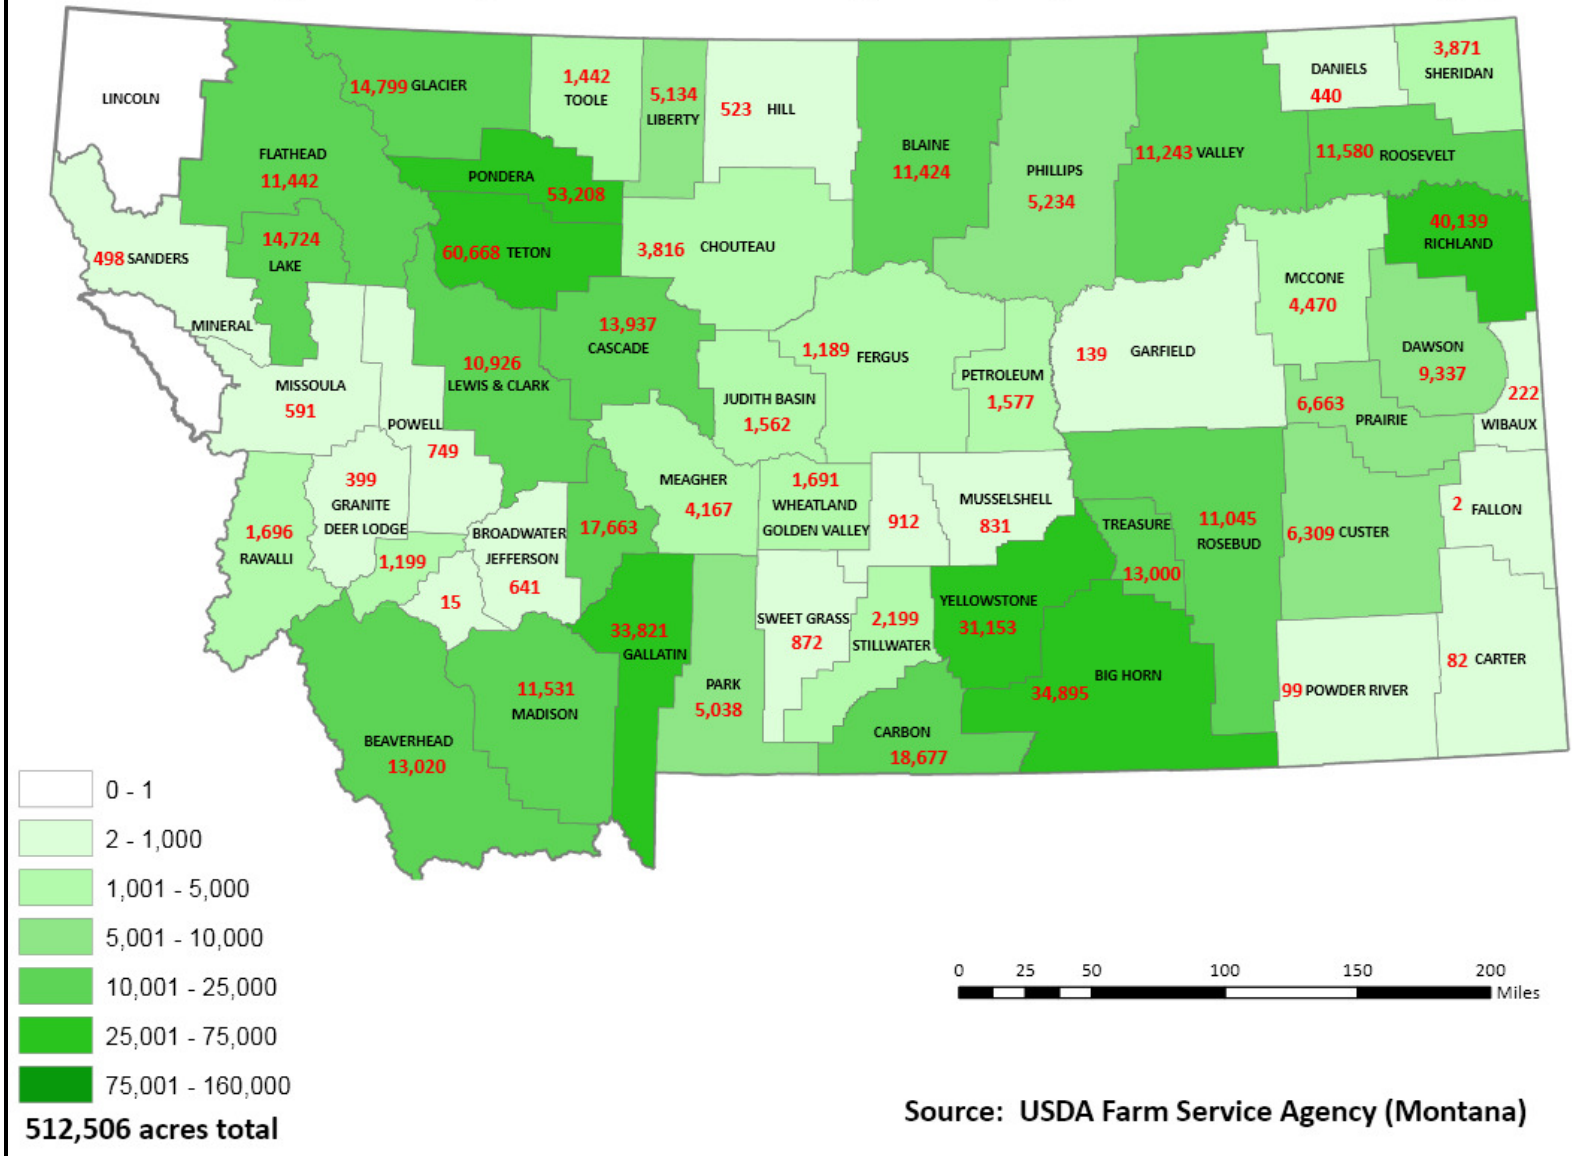 LINCOLN
14,799 GLACIER
1,442
TOOLE
5,134
LIBERTY
523 HILL
BLAINE
11,424
PHILLIPS
5,234
11,243 VALLEY
DANIELS
440
3,871
SHERIDAN
11,580 ROOSEVELT
FLATHEAD
11,442
PONDERA
53,208
14,724
LAKE
60,668 TETON
3,816 CHOUTEAU
40,139
RICHLAND
498 SANDERS
MCCONE
4,470
MINERAL
13,937
CASCADE
1,189 FERGUS
139 GARFIELD
DAWSON
9,337
10,926
LEWIS & CLARK
MISSOULA
591
JUDITH BASIN
1,562
PETROLEUM
1,577
6,663
PRAIRIE
222
WIBAUX
POWELL
749
399
GRANITE
DEER LODGE
MEAGHER
4,167
1,691
WHEATLAND
GOLDEN VALLEY
912
MUSSELSHELL
831
TREASURE
13,000
11,045
ROSEBUD
6,309 CUSTER
2 FALLON
1,696
RAVALLI
1,199
BROADWATER
JEFFERSON
641
17,663
15
33,821
GALLATIN
SWEET GRASS
872
2,199
STILLWATER
YELLOWSTONE
31,153
BIG HORN
34,895
99 POWDER RIVER
82 CARTER
PARK
5,038
11,531
MADISON
BEAVERHEAD
13,020
CARBON
18,677
0 - 1
2 - 1,000
1,001 - 5,000
5,001 - 10,000
10,001 - 25,000
25,001 - 75,000
75,001 - 160,000
512,506 acres total
0 25 50 100 150 200
Miles
Source: USDA Farm Service Agency (Montana)